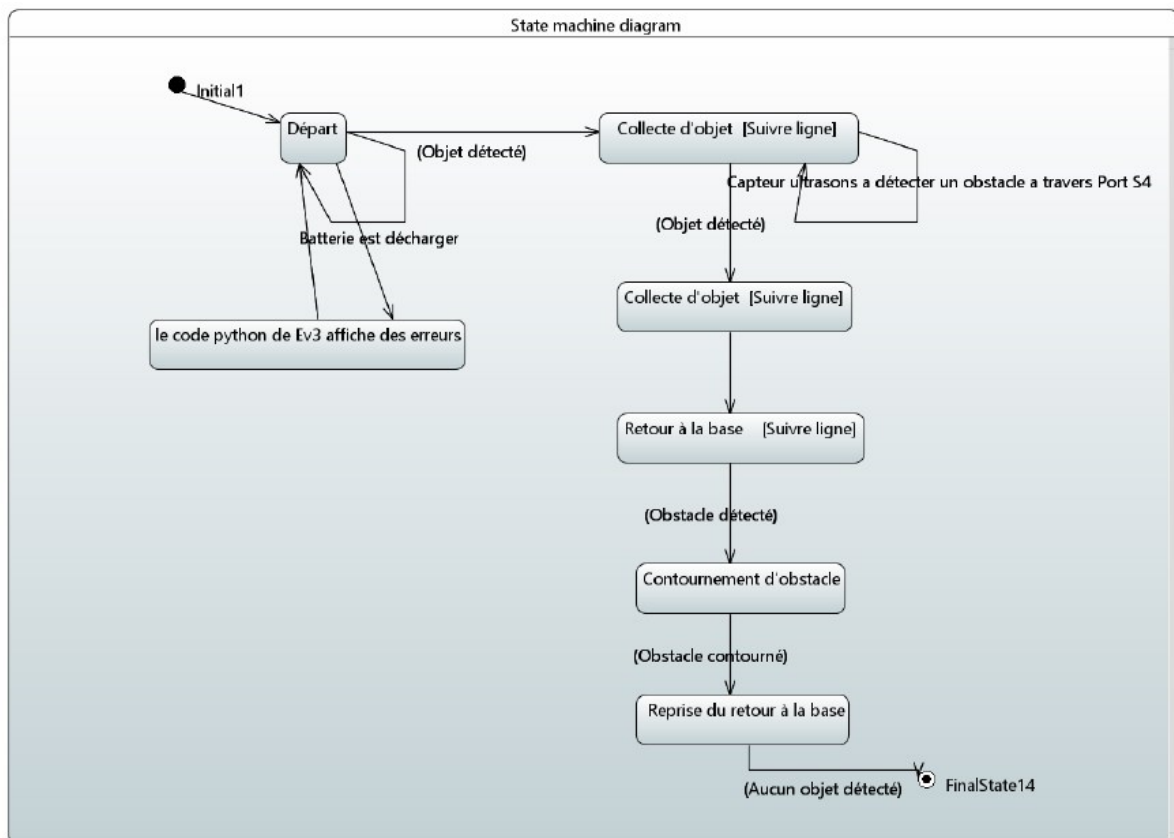 State machine diagram
Initial1
Départ
(Objet détecté)
Collecte d'objet [Suivre ligne]
Capteur ultrasons a détecter un obstacle a travers Port S4
Batterie est décharger
(Objet détecté)
Collecte d'objet [Suivre ligne]
le code python de Ev3 affiche des erreurs
Retour à la base [Suivre ligne]
(Obstacle détecté)
Contournement d'obstacle
(Obstacle contourné)
Reprise du retour à la base
(Aucun objet détecté)
FinalState14